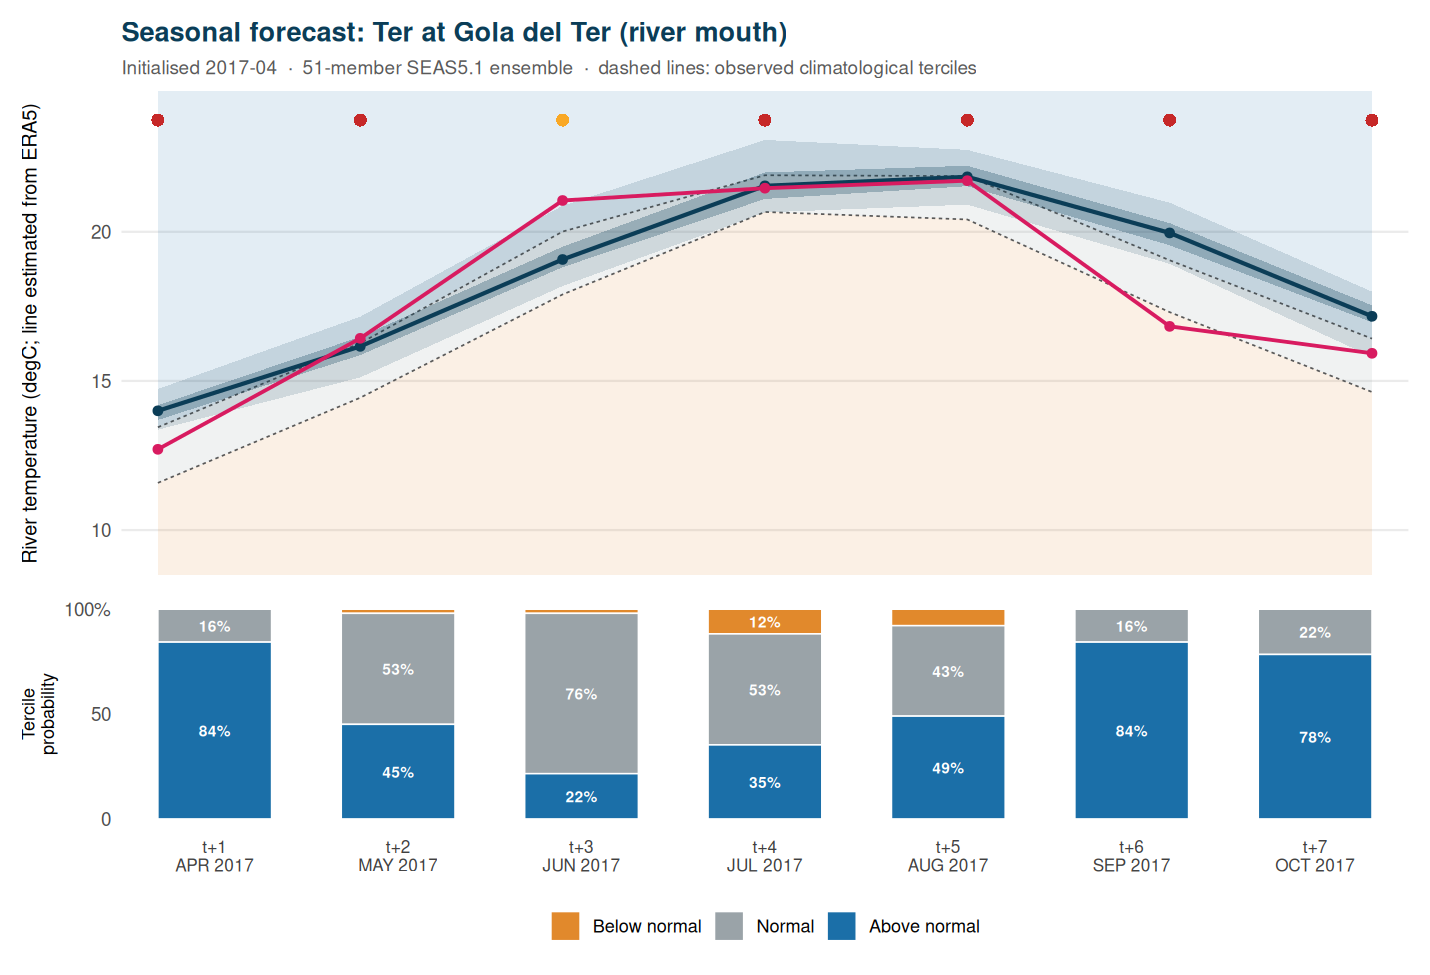 Seasonal forecast: Ter at Gola del Ter (river mouth)
Initialised 2017-04 · 51-member SEAS5.1 ensemble · dashed lines: observed climatological terciles
River temperature (degC; line estimated from ERA5)
20
15
10
Tercile
probability
100%
50
0
16%
84%
53%
45%
76%
22%
12%
53%
35%
43%
49%
16%
84%
22%
78%
t+1
APR 2017
t+2
MAY 2017
t+3
JUN 2017
t+4
JUL 2017
t+5
AUG 2017
t+6
SEP 2017
t+7
OCT 2017
Below normal
Normal
Above normal